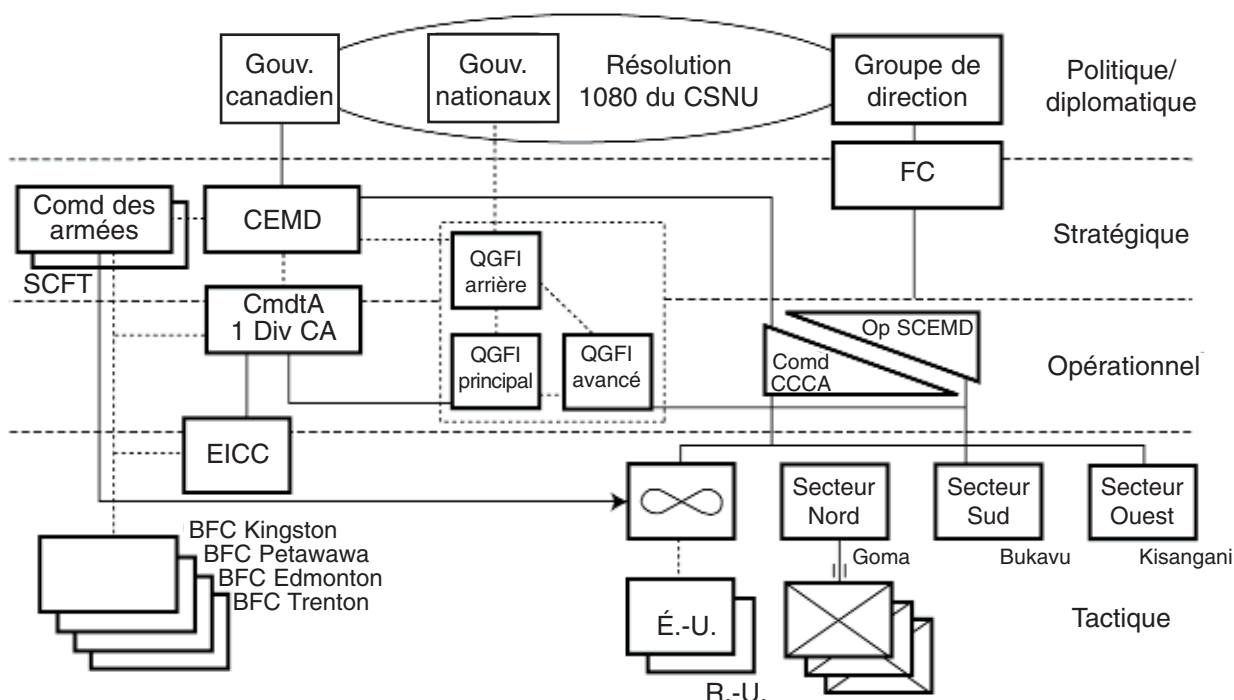 Gouv.
canadien
Gouv.
nationaux
Résolution
1080 du CSNU
Groupe de
direction
Politique/
diplomatique
FC
Comd des
armées
SCFT
CEMD
QGFI
arrière
Stratégique
CmdtA
1 Div CA
QGFI
principal
QGFI
avancé
Op SCEMD
Comd
CCCA
Opérationnel
EICC
Secteur
Nord
Secteur
Sud
Secteur
Ouest
Goma
Bukavu
Kisangani
BFC Kingston
BFC Petawawa
BFC Edmonton
BFC Trenton
É.-U.
R.-U.
Tactique